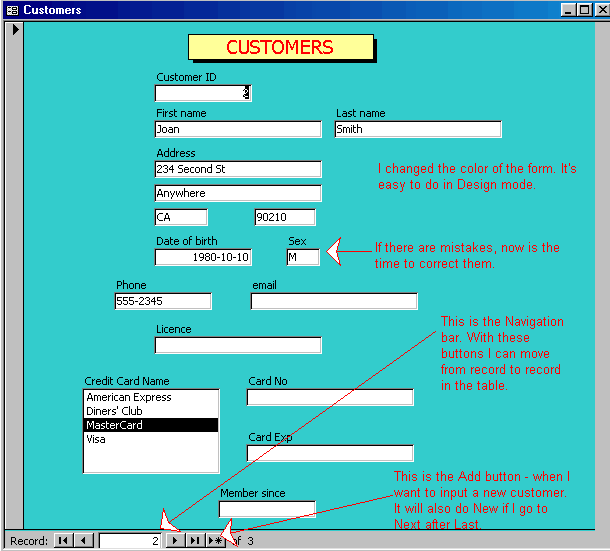 Customers
CUSTOMERS
Customer ID
2
First name
Last name
Joan
Smith
Address
234 Second St
Anywhere
CA
90210
I changed the color of the form. It's
easy to do in Design mode.
Date of birth
Sex
1980-10-10
M
If there are mistakes, now is the
time to correct them.
Phone
email
555-2345
Licence
This is the Navigation
bar. With these
buttons I can move
from record to record
in the table.
Credit Card Name
Card No
American Express
Diners' Club
MasterCard
Visa
Card Exp
Member since
This is the Add button - when I
want to input a new customer.
It will also do New if I go to
Next after Last.
Record: 2 of 3